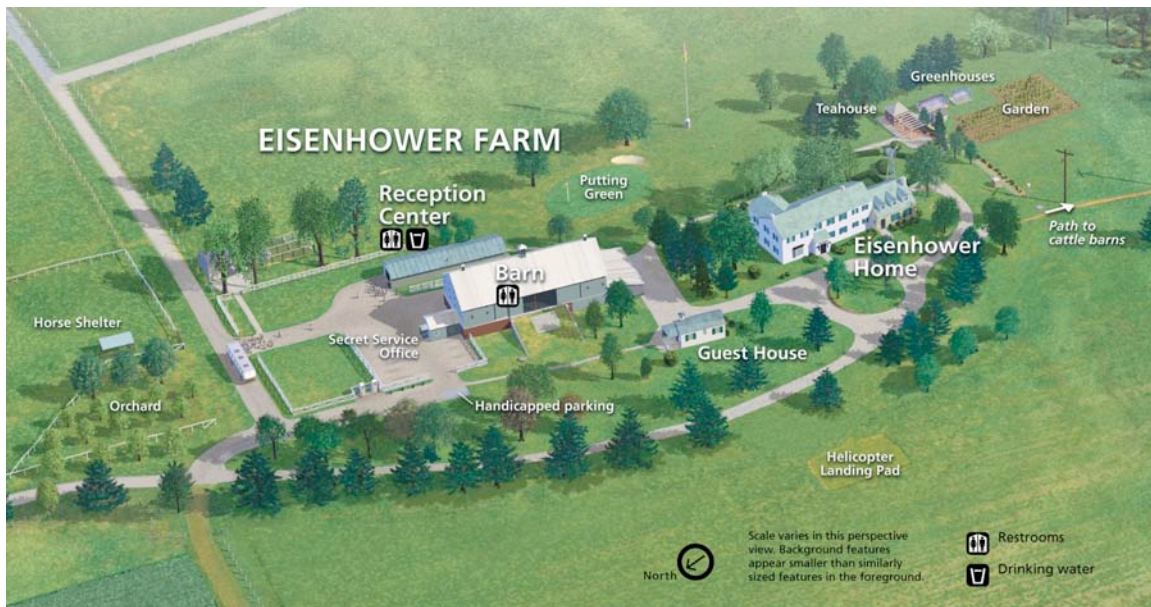 Greenhouses
Teahouse
Garden
EISENHOWER FARM
Putting
Green
Reception
Center
Path to
cattle barns
Eisenhower
Home
Barn
Horse Shelter
Secret Service
Office
Guest House
Orchard
Handicapped parking
Helicopter
Landing Pad
North
Scale varies in this perspective
view. Background features
appear smaller than similarly
sized features in the foreground.
Restrooms
Drinking water